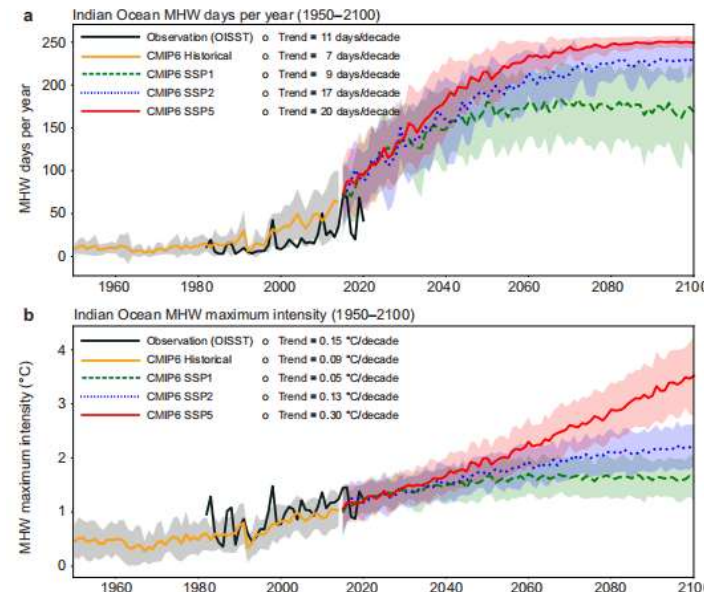 a Indian Ocean MHW days per year (1950–2100)
250
Observation (OISST) o Trend = 11 days/decade
CMIP6 Historical o Trend = 7 days/decade
200
CMIP6 SSP1 o Trend = 9 days/decade
CMIP6 SSP2 o Trend = 17 days/decade
CMIP6 SSP5 o Trend = 20 days/decade
150
MHW days per year
100
50
0
1960 1980 2000 2020 2040 2060 2080 2100
b Indian Ocean MHW maximum intensity (1950–2100)
Observation (OISST) o Trend = 0.15 °C/decade
4
CMIP6 Historical o Trend = 0.09 °C/decade
CMIP6 SSP1 o Trend = 0.05 °C/decade
CMIP6 SSP2 o Trend = 0.13 °C/decade
3
CMIP6 SSP5 o Trend = 0.30 °C/decade
MHW maximum intensity (°C)
2
1
0
1960 1980 2000 2020 2040 2060 2080 2100